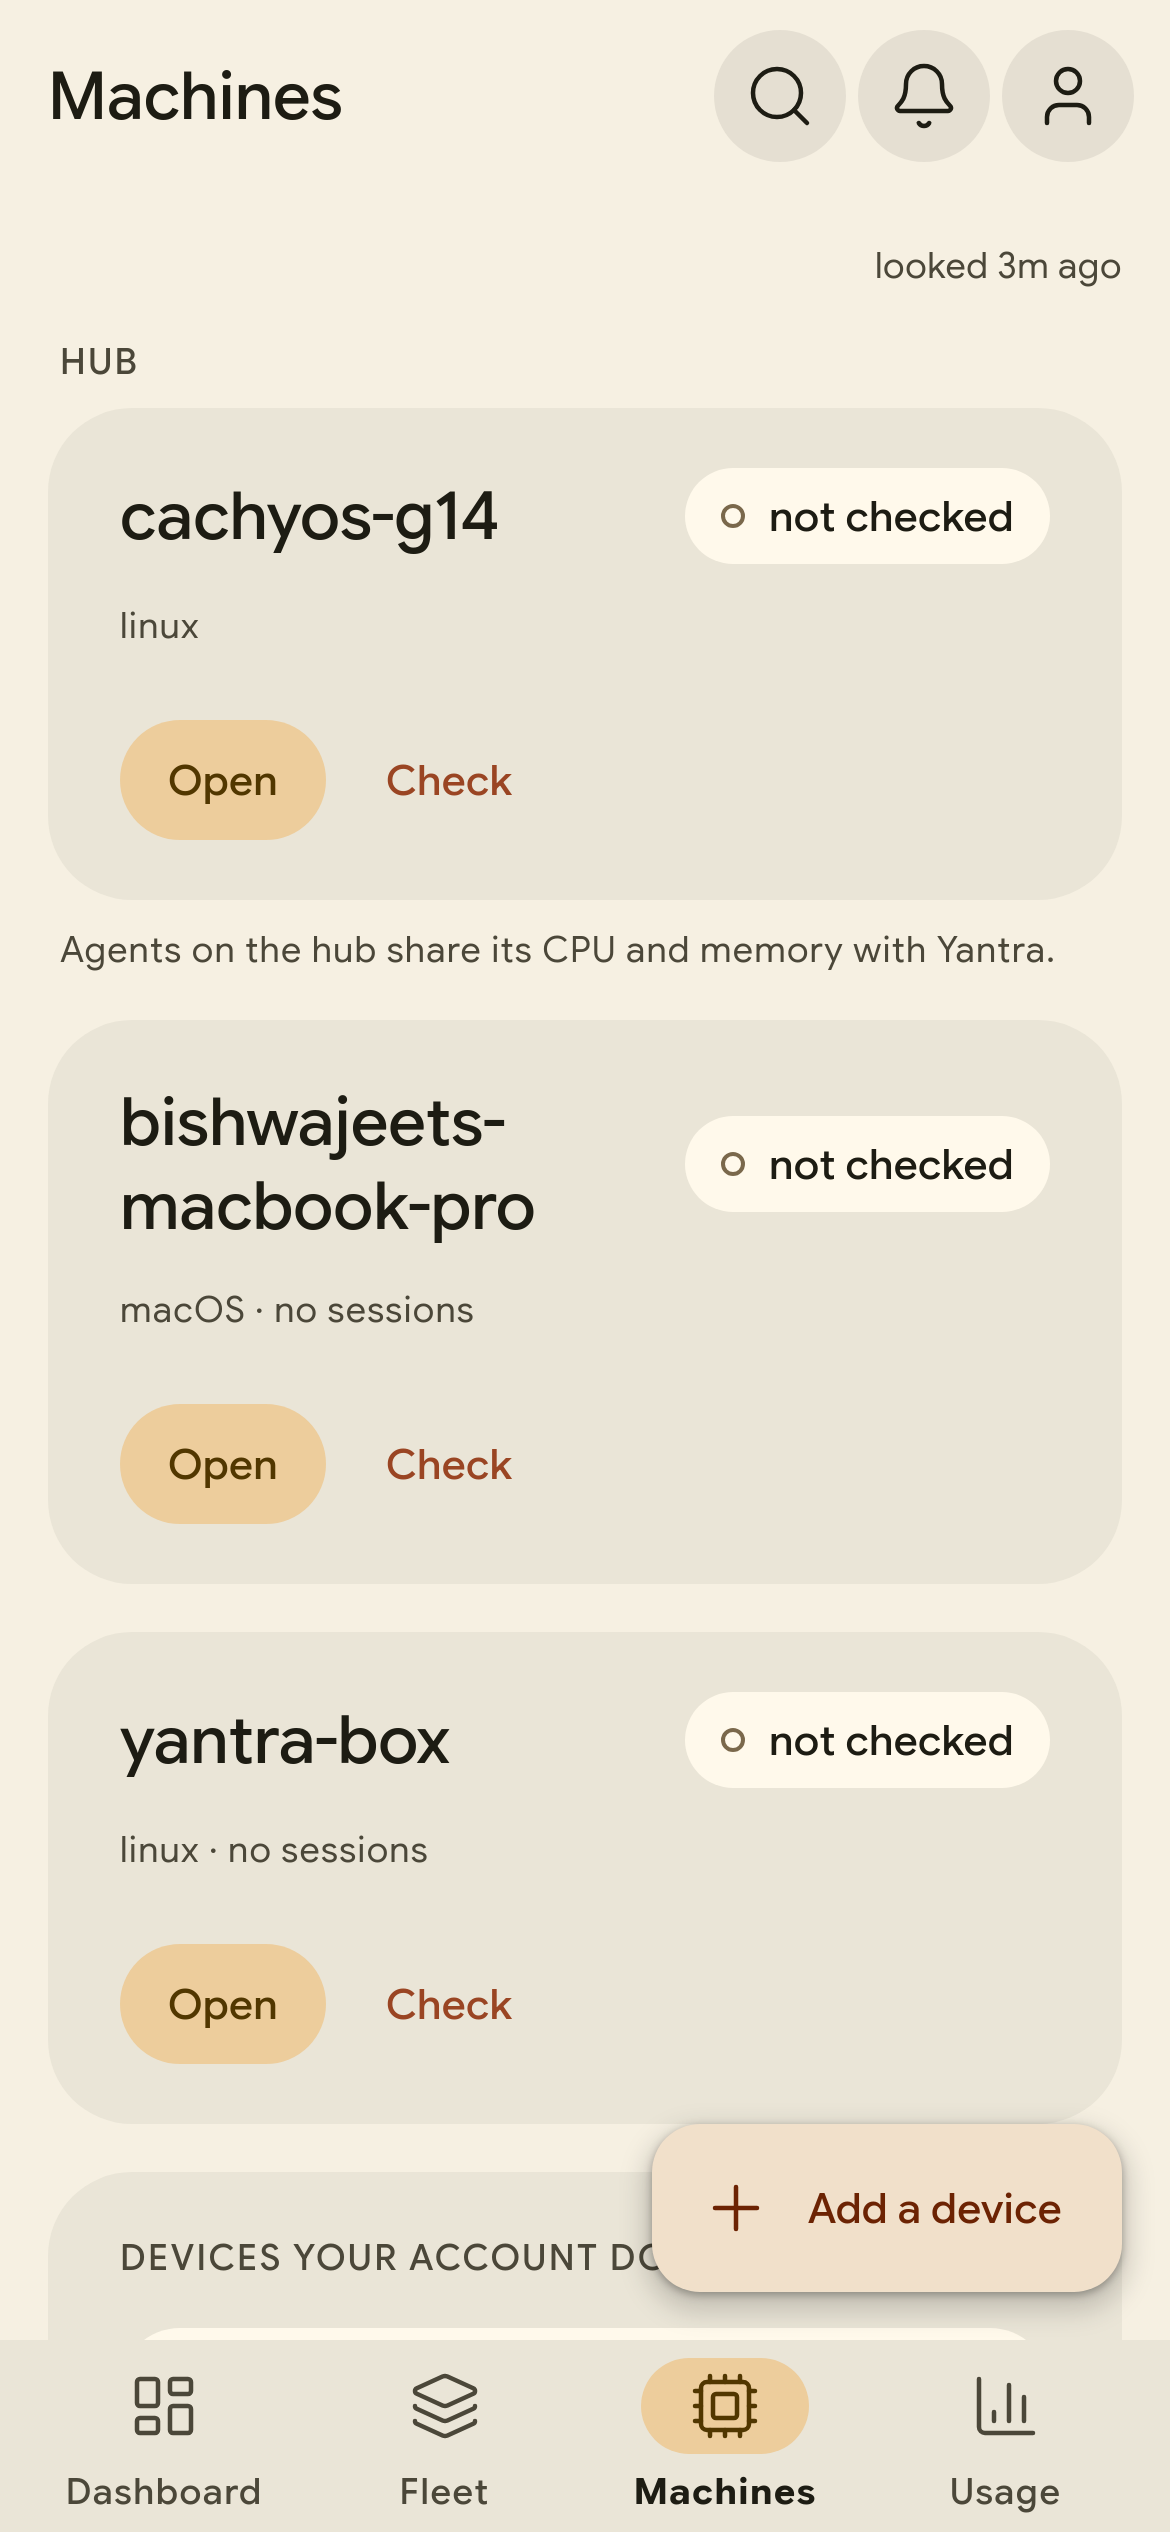 Machines
looked 3m ago
HUB
cachyos-g14
not checked
linux
Open
Check
Agents on the hub share its CPU and memory with Yantra.
bishwajeets-
macbook-pro
not checked
macOS · no sessions
Open
Check
yantra-box
not checked
linux · no sessions
Open
Check
DEVICES YOUR ACCOUNT
Add a device
Dashboard
Fleet
Machines
Usage